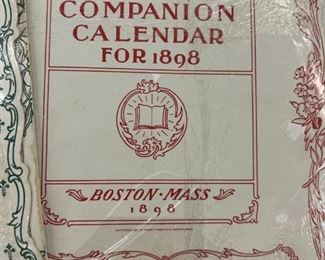 COMPANION
CALENDAR
FOR 1898
BOSTON · MASS
1898